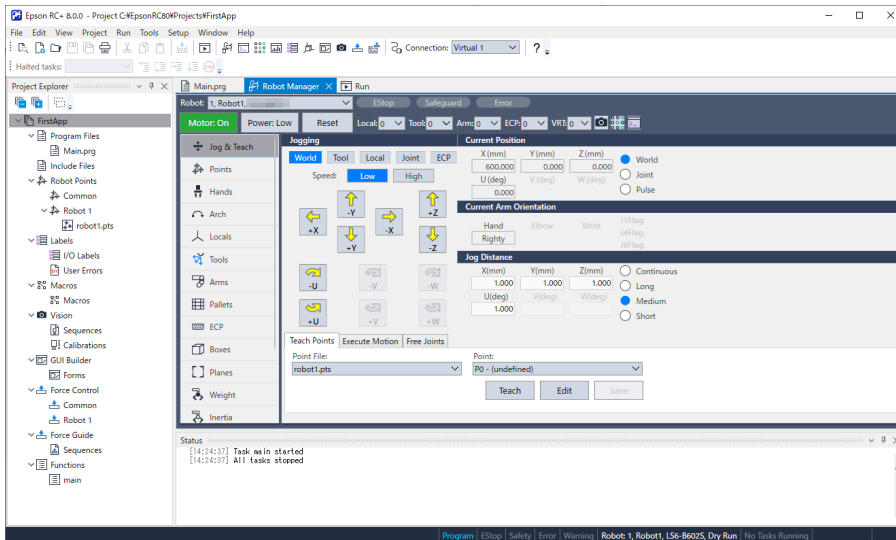 Epson RC+ 8.0.0 - Project C:¥EpsonRC80¥Projects¥FirstApp
File Edit View Project Run Tools Setup Window Help
Connection: Virtual 1 ?
Halted tasks:
Project Explorer
FirstApp
Program Files
Main.prg
Include Files
Robot Points
Common
Robot 1
robot1.pts
Labels
I/O Labels
User Errors
Macros
Macros
Vision
Sequences
Calibrations
GUI Builder
Forms
Force Control
Common
Robot 1
Force Guide
Sequences
Functions
main
Main.prg Robot Manager Run
Robot: 1, Robot1, EStop Safeguard Error
Motor: On Power: Low Reset Local: 0 Tool: 0 Arm: 0 ECP: 0 VRT: 0
Jog & Teach
Points
Hands
Arch
Locals
Tools
Arms
Pallets
ECP
Boxes
Planes
Weight
Inertia
Jogging
World Tool Local Joint ECP
Speed: Low High
-Y +Z
+X -X
+Y -Z
-U -V -W
+U +V +W
Current Position
X (mm) Y (mm) Z (mm)
600.000 0.000 0.000
U (deg) V (deg) W (deg)
0.000
World
Joint
Pulse
Current Arm Orientation
Hand Elbow Wrist
Righty
J1Flag:
J4Flag:
J6Flag:
Jog Distance
X(mm) Y(mm) Z(mm)
1.000 1.000 1.000
U(deg) V(deg) W(deg)
1.000
Continuous
Long
Medium
Short
Teach Points Execute Motion Free Joints
Point File: Point:
robot1.pts P0 - (undefined)
Teach Edit Save
Status
[14:24:37] Task main started
[14:24:37] All tasks stopped
Program EStop Safety Error Warning Robot: 1, Robot1, LS6-B602S, Dry Run No Tasks Running